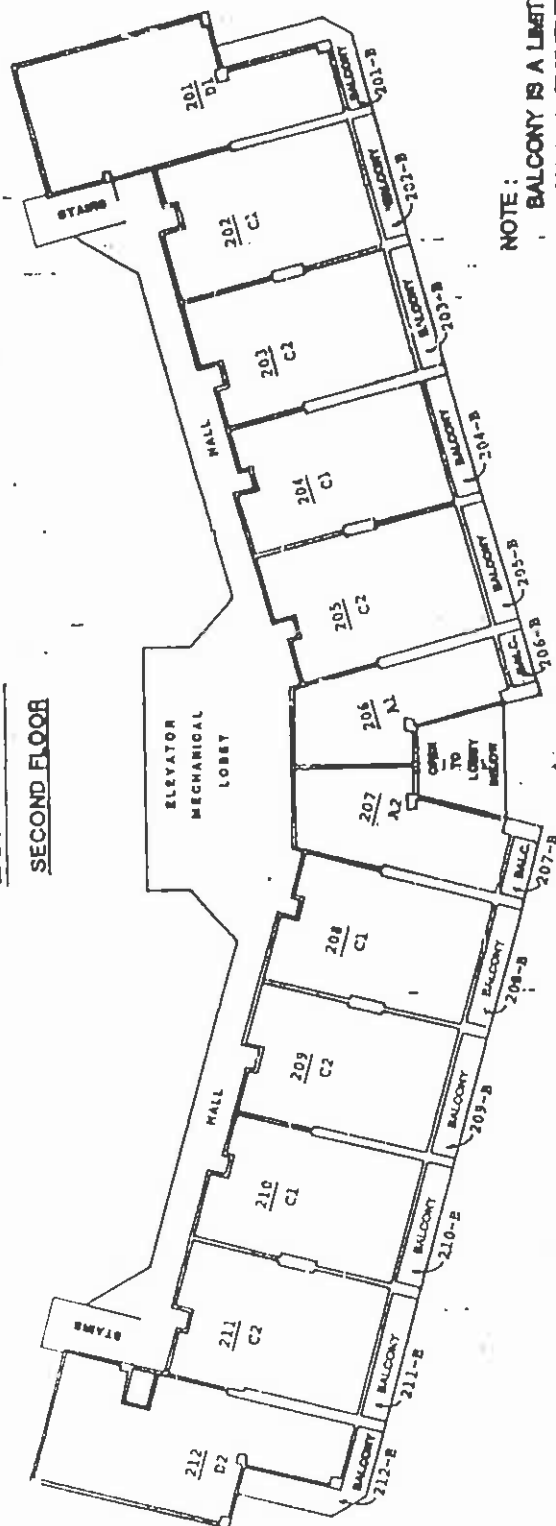 SECOND FLOOR
ELEVATOR
MECHANICAL
LOBBY
STAIRS
HALL
HALL
STAIRS
212
D2
211
C2
210
C1
209
C2
208
C1
207
A2
206
A1
205
C2
204
C1
203
C2
202
C1
201
D1
OPEN
TO
LOBBY
BELOW
BALCONY
212-B
BALCONY
211-B
BALCONY
210-B
BALCONY
209-B
BALCONY
208-B
BALC.
207-B
BALC.
206-B
BALCONY
205-B
BALCONY
204-B
BALCONY
203-B
BALCONY
202-B
BALCONY
201-B
NOTE:
BALCONY IS A LIMIT